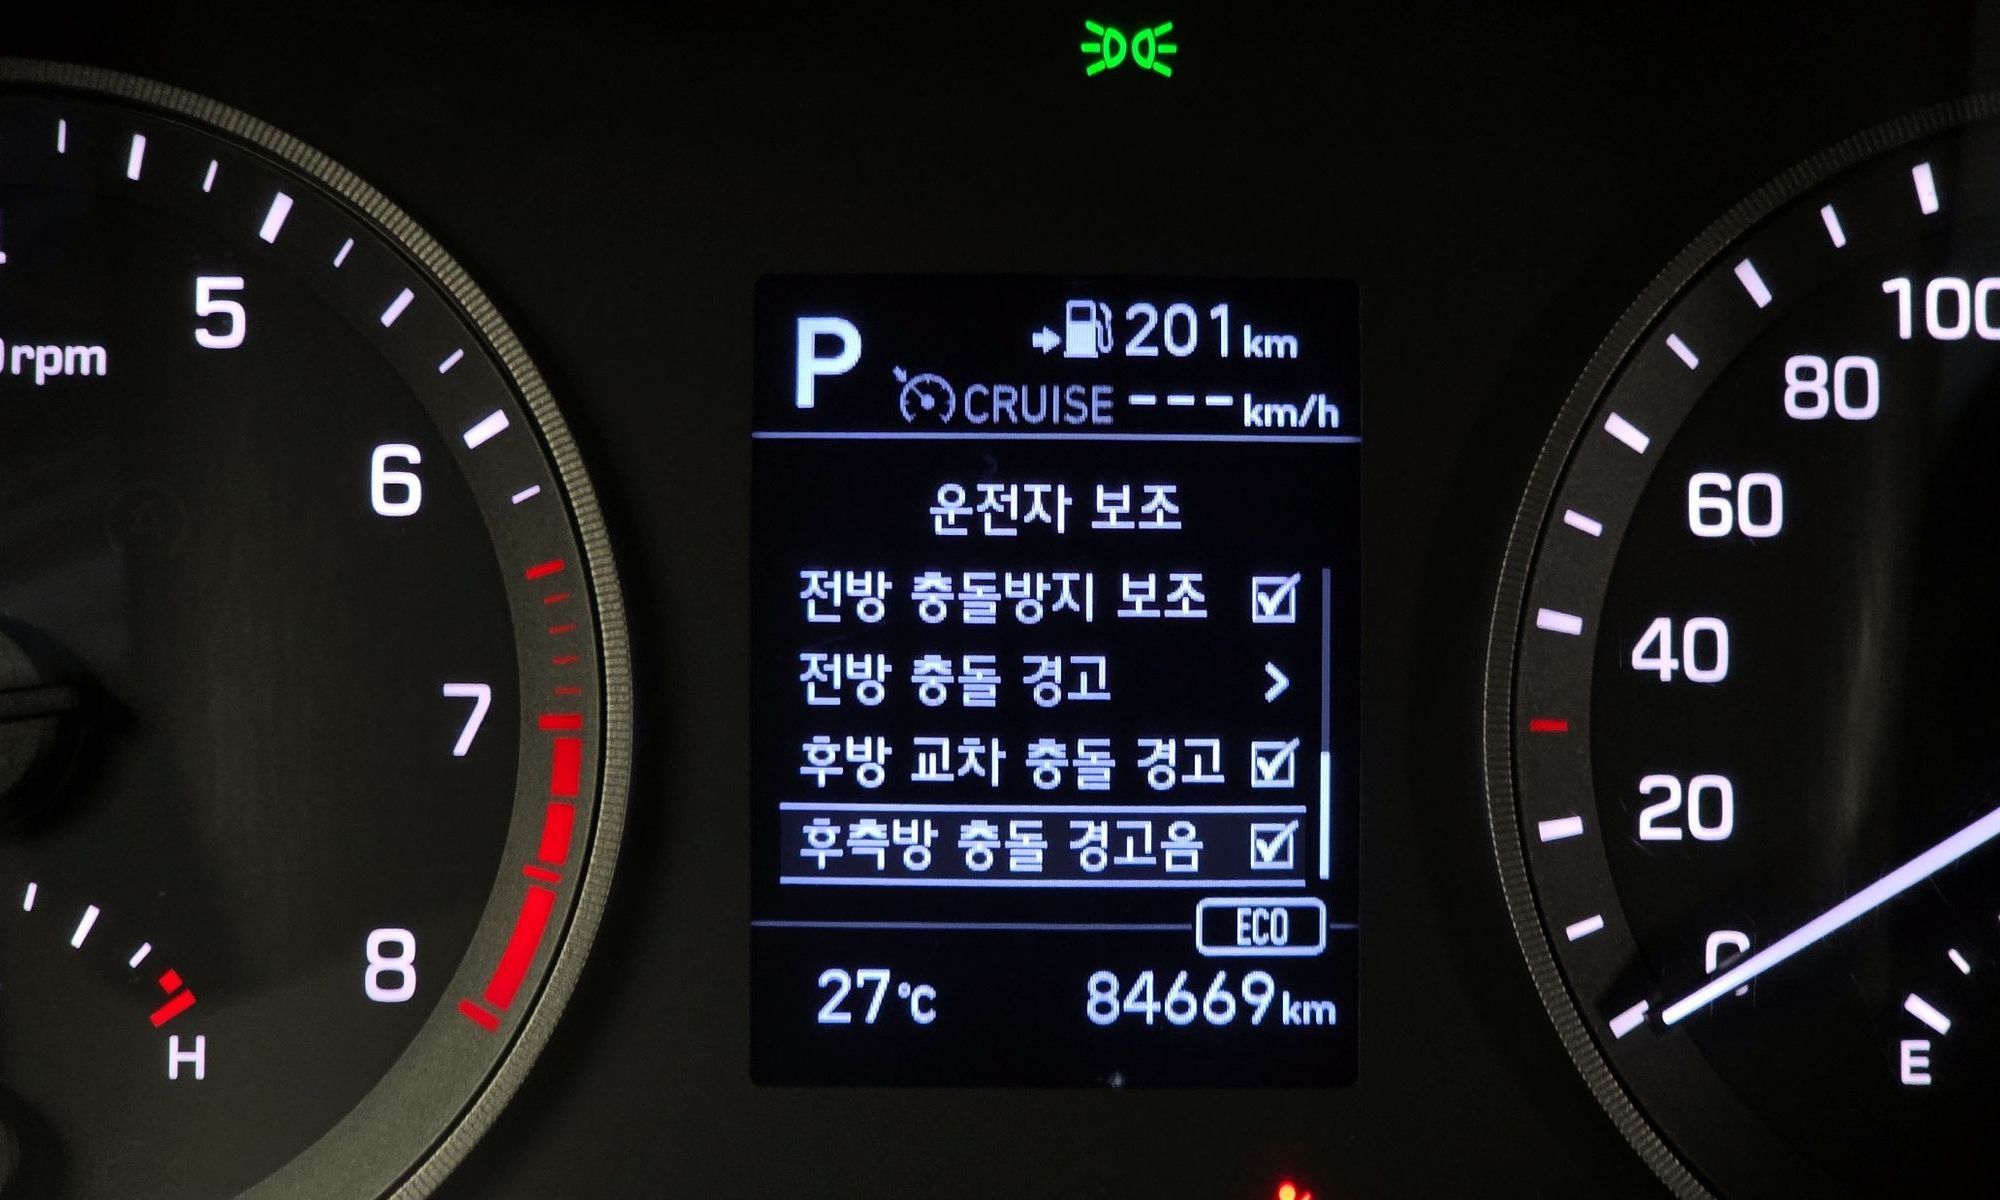 P 201km
CRUISE ---km/h
운전자 보조
전방 충돌방지 보조
전방 충돌 경고 >
후방 교차 충돌 경고
후측방 충돌 경고음
ECO
27℃ 84669km
5
rpm
6
7
8
H
100
80
60
40
20
0
E